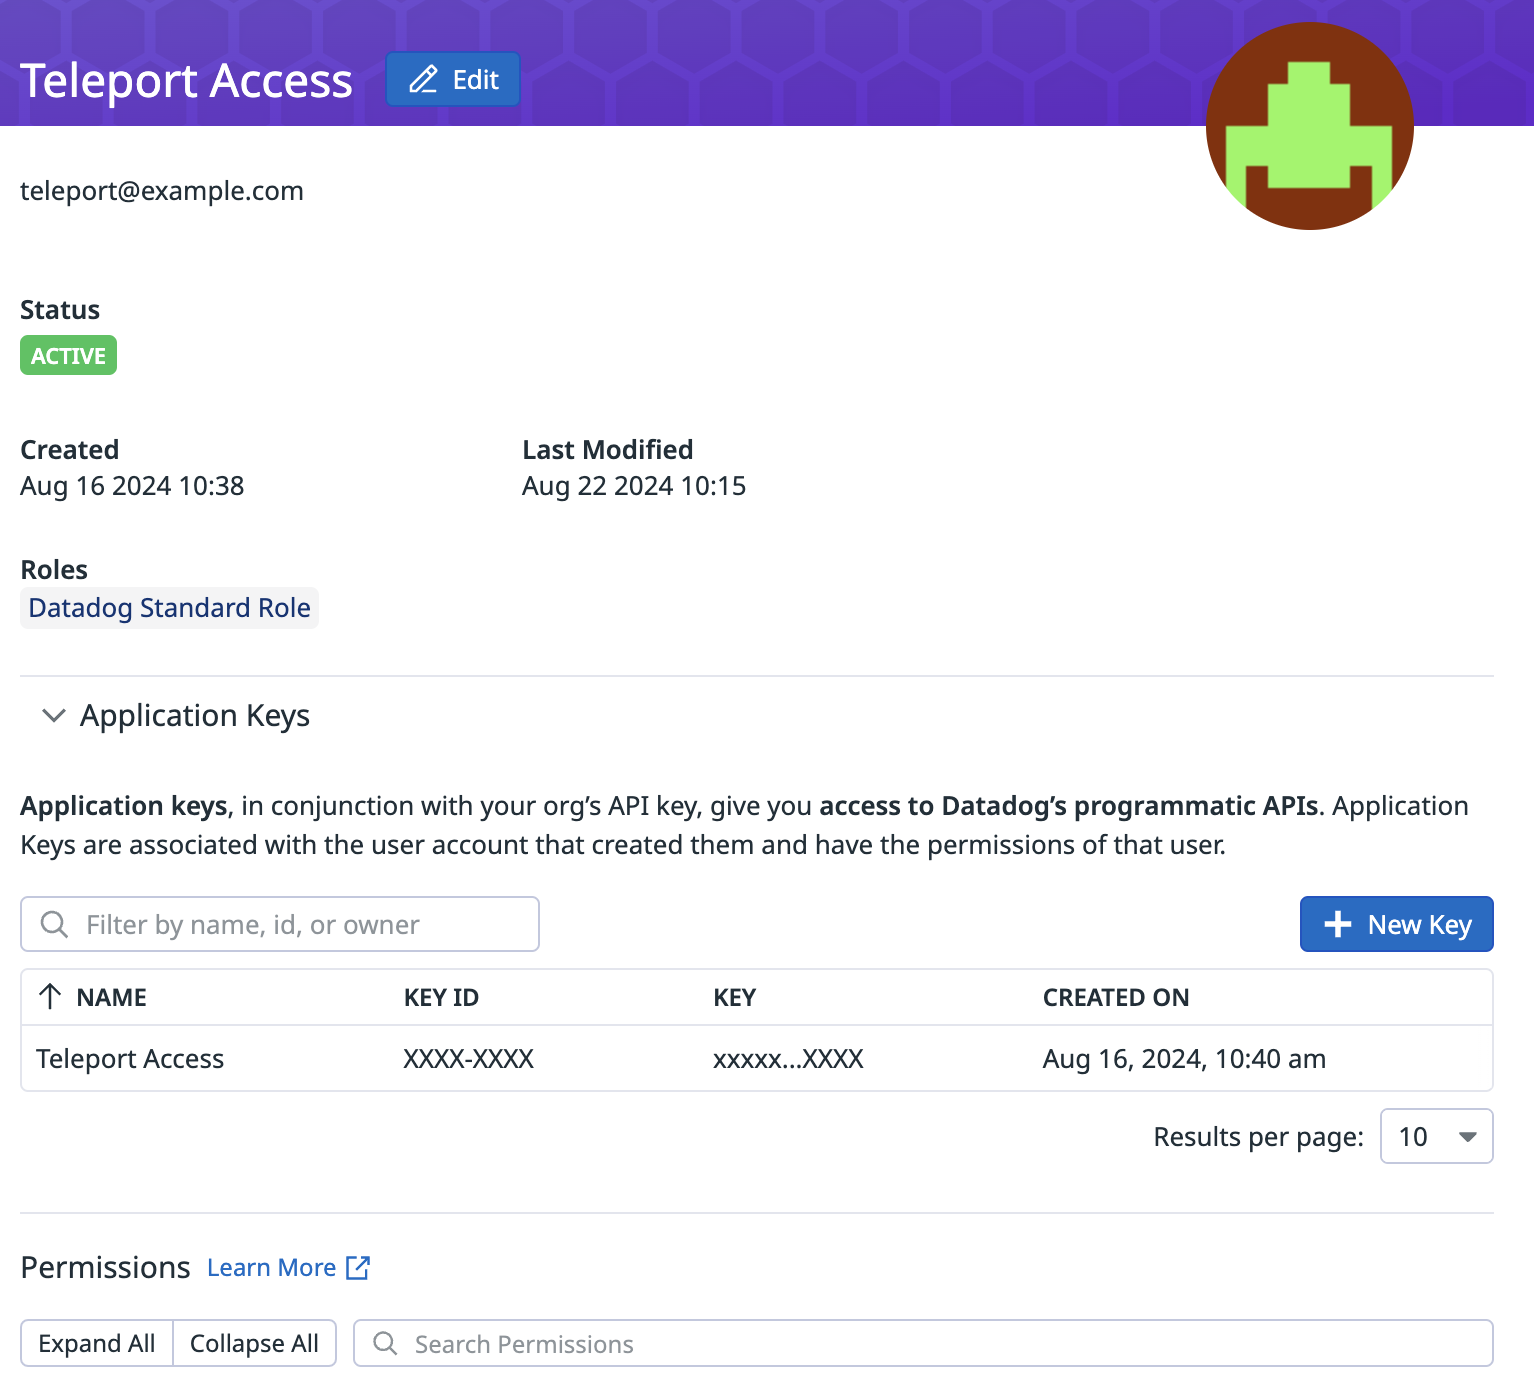 Teleport Access
Edit
teleport@example.com
Status
ACTIVE
Created
Aug 16 2024 10:38
Last Modified
Aug 22 2024 10:15
Roles
Datadog Standard Role
Application Keys
Application keys, in conjunction with your org’s API key, give you access to Datadog’s programmatic APIs. Application
Keys are associated with the user account that created them and have the permissions of that user.
Filter by name, id, or owner
New Key
NAME KEY ID KEY CREATED ON
Teleport Access XXXX-XXXX xxxxx...XXXX Aug 16, 2024, 10:40 am
Results per page: 10
Permissions Learn More
Expand All Collapse All Search Permissions